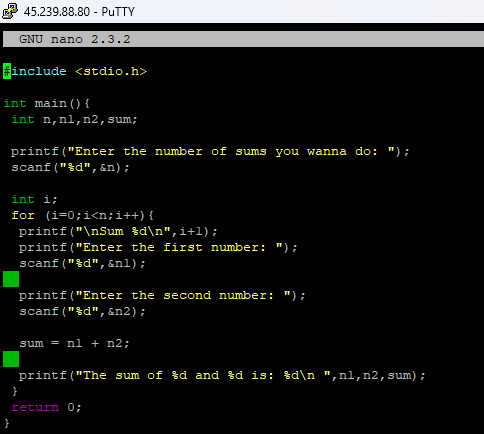 45.239.88.80 - PuTTY
GNU nano 2.3.2
#include <stdio.h>
int main(){
int n,n1,n2,sum;
printf("Enter the number of sums you wanna do: ");
scanf("%d",&n);
int i;
for (i=0;i<n;i++){
printf("\nSum %d\n",i+1);
printf("Enter the first number: ");
scanf("%d",&n1);
printf("Enter the second number: ");
scanf("%d",&n2);
sum = n1 + n2;
printf("The sum of %d and %d is: %d\n ",n1,n2,sum);
}
return 0;
}